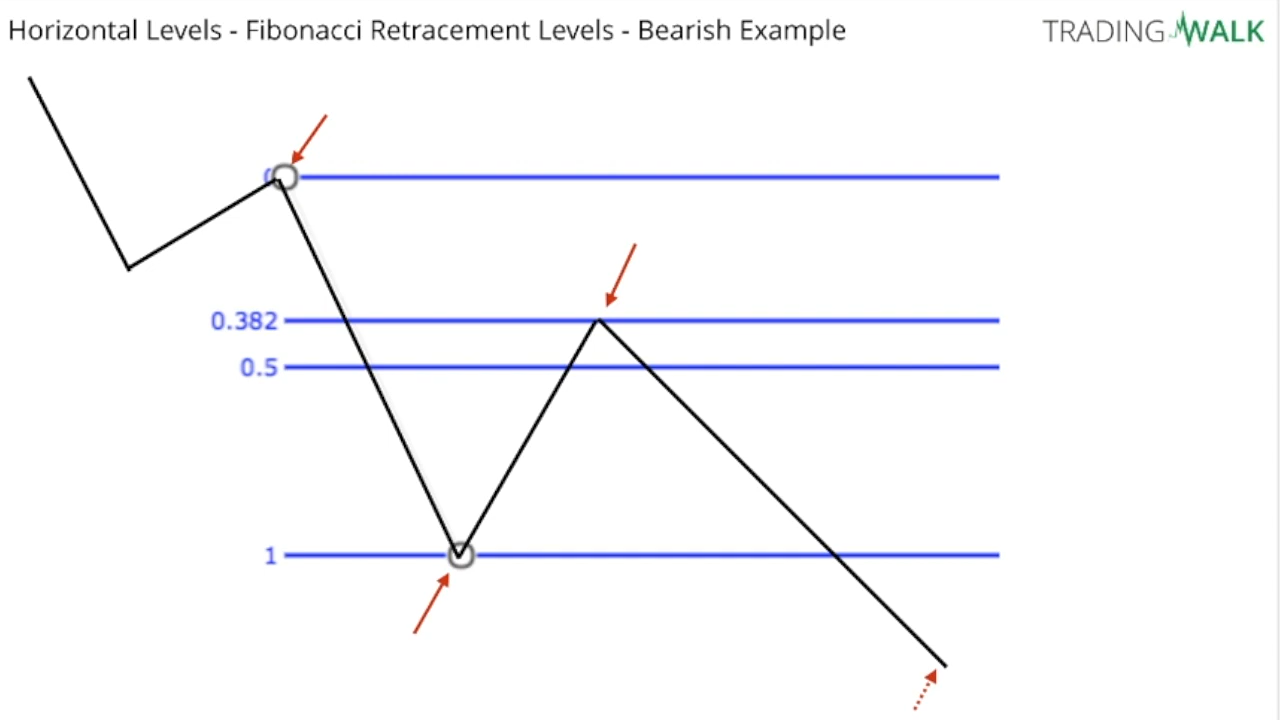 Horizontal Levels - Fibonacci Retracement Levels - Bearish Example
TRADING WALK
0.382
0.5
1